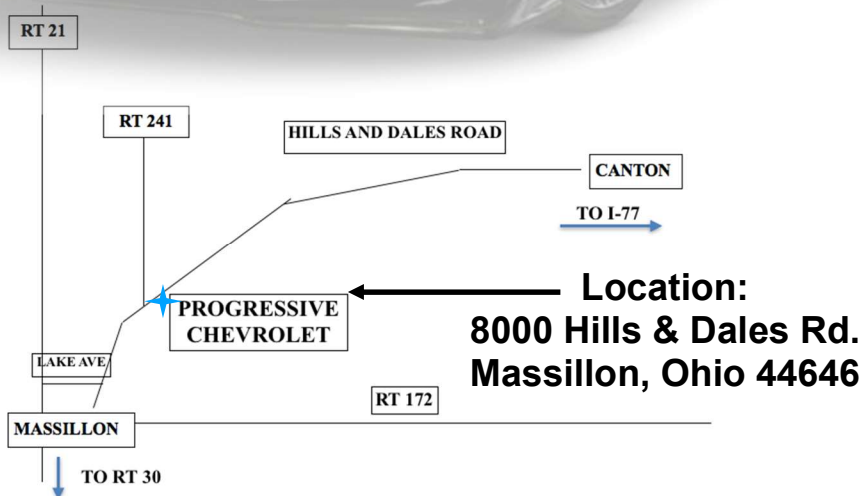 RT 21
RT 241
HILLS AND DALES ROAD
CANTON
TO I-77
PROGRESSIVE
CHEVROLET
Location:
8000 Hills & Dales Rd.
Massillon, Ohio 44646
LAKE AVE
RT 172
MASSILLON
TO RT 30